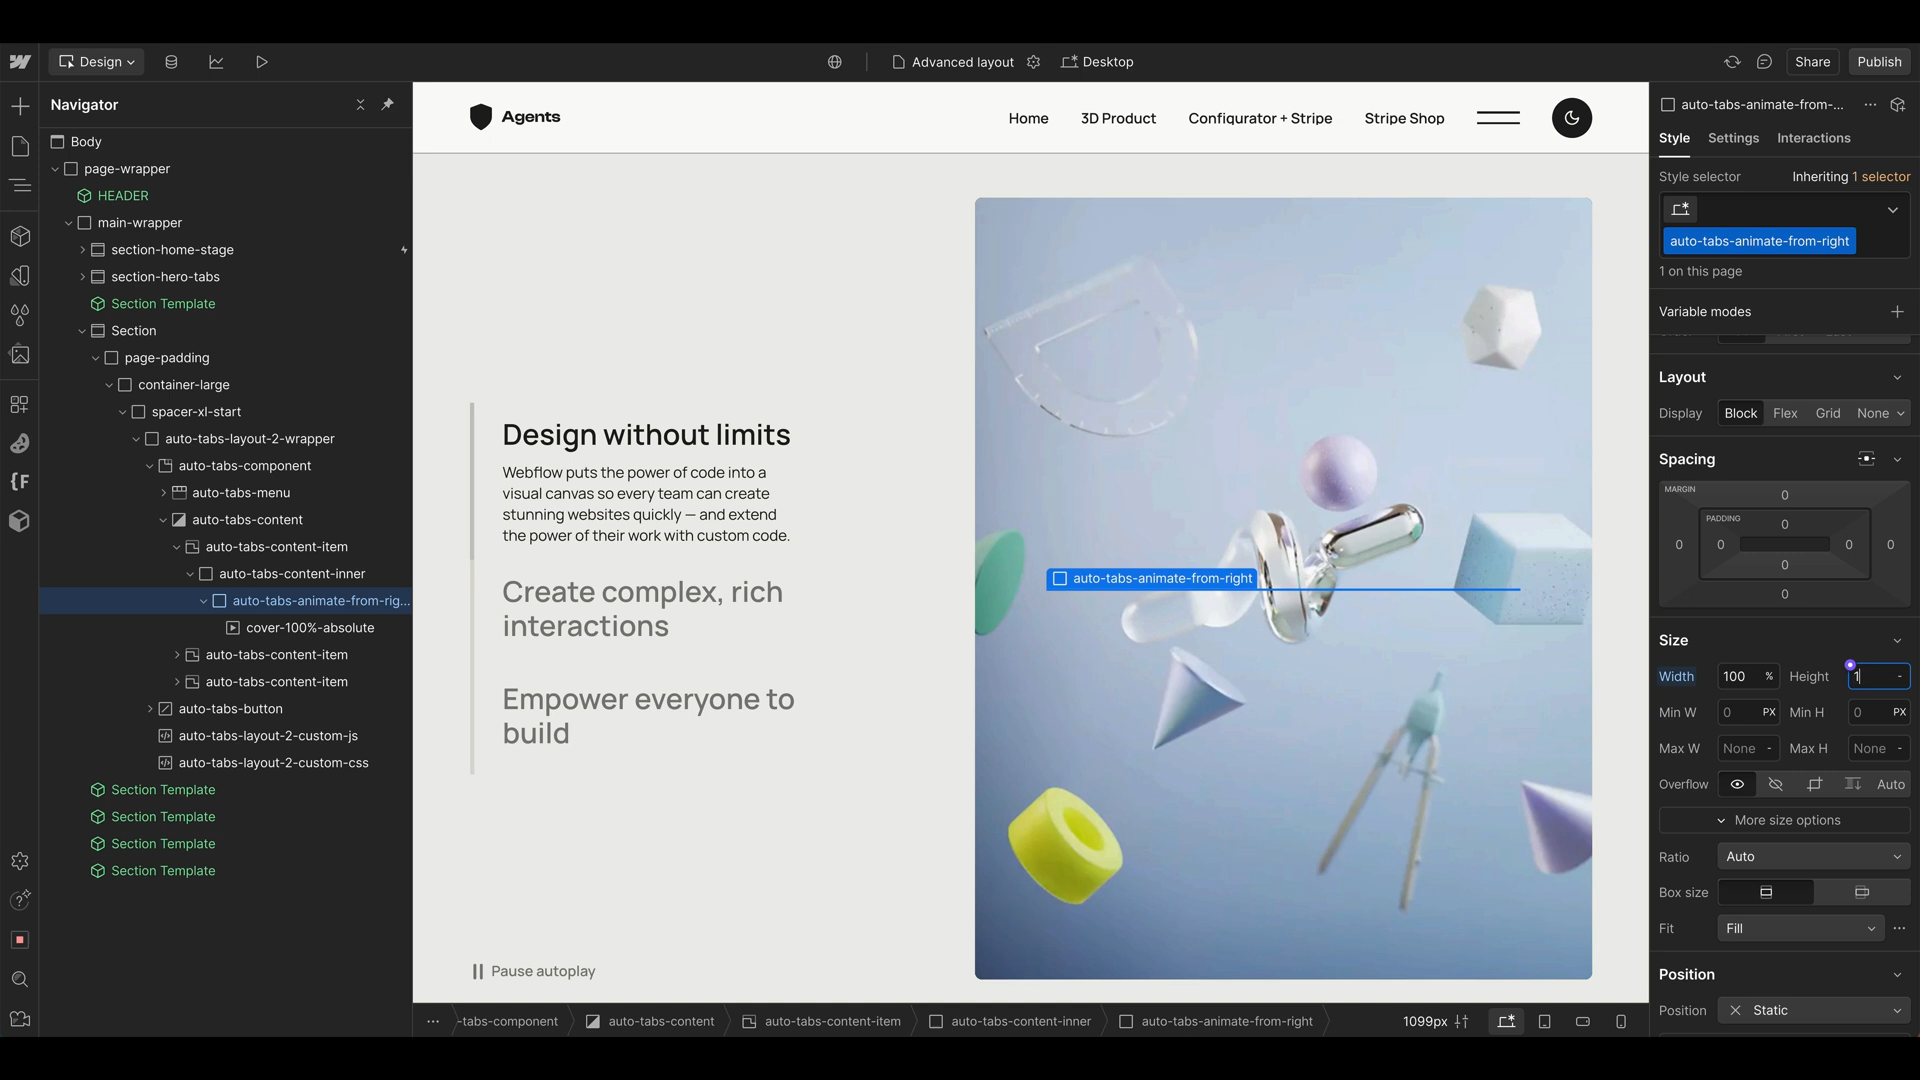 Design
Advanced layout
Desktop
Share
Publish
Navigator
Body
page-wrapper
HEADER
main-wrapper
section-home-stage
section-hero-tabs
Section Template
Section
page-padding
container-large
spacer-xl-start
auto-tabs-layout-2-wrapper
auto-tabs-component
auto-tabs-menu
auto-tabs-content
auto-tabs-content-item
auto-tabs-content-inner
auto-tabs-animate-from-rig...
cover-100%-absolute
auto-tabs-content-item
auto-tabs-content-item
auto-tabs-button
auto-tabs-layout-2-custom-js
auto-tabs-layout-2-custom-css
Section Template
Section Template
Section Template
Section Template
Agents
Home
3D Product
Configurator + Stripe
Stripe Shop
Design without limits
Webflow puts the power of code into a
visual canvas so every team can create
stunning websites quickly — and extend
the power of their work with custom code.
Create complex, rich
interactions
Empower everyone to
build
Pause autoplay
auto-tabs-animate-from-right
... -tabs-component
auto-tabs-content
auto-tabs-content-item
auto-tabs-content-inner
auto-tabs-animate-from-right
1099px
auto-tabs-animate-from-...
Style Settings Interactions
Style selector Inheriting 1 selector
auto-tabs-animate-from-right
1 on this page
Variable modes
Layout
Display Block Flex Grid None
Spacing
MARGIN
0
PADDING
0
0 0 0 0
0
0
Size
Width 100 % Height 1 -
Min W 0 PX Min H 0 PX
Max W None - Max H None -
Overflow Auto
More size options
Ratio Auto
Box size
Fit Fill
Position
Position Static